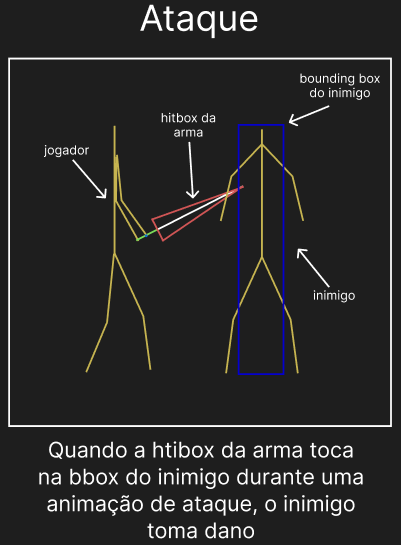 Ataque
bounding box
do inimigo
hitbox da
arma
jogador
inimigo
Quando a htibox da arma toca
na bbox do inimigo durante uma
animação de ataque, o inimigo
toma dano